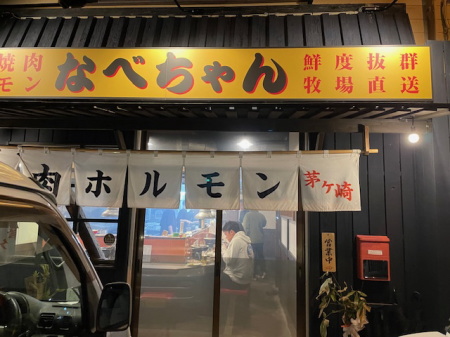 焼肉
モン
なべちゃん
鮮度抜群
牧場直送
肉ホルモン
茅ケ崎
営業中